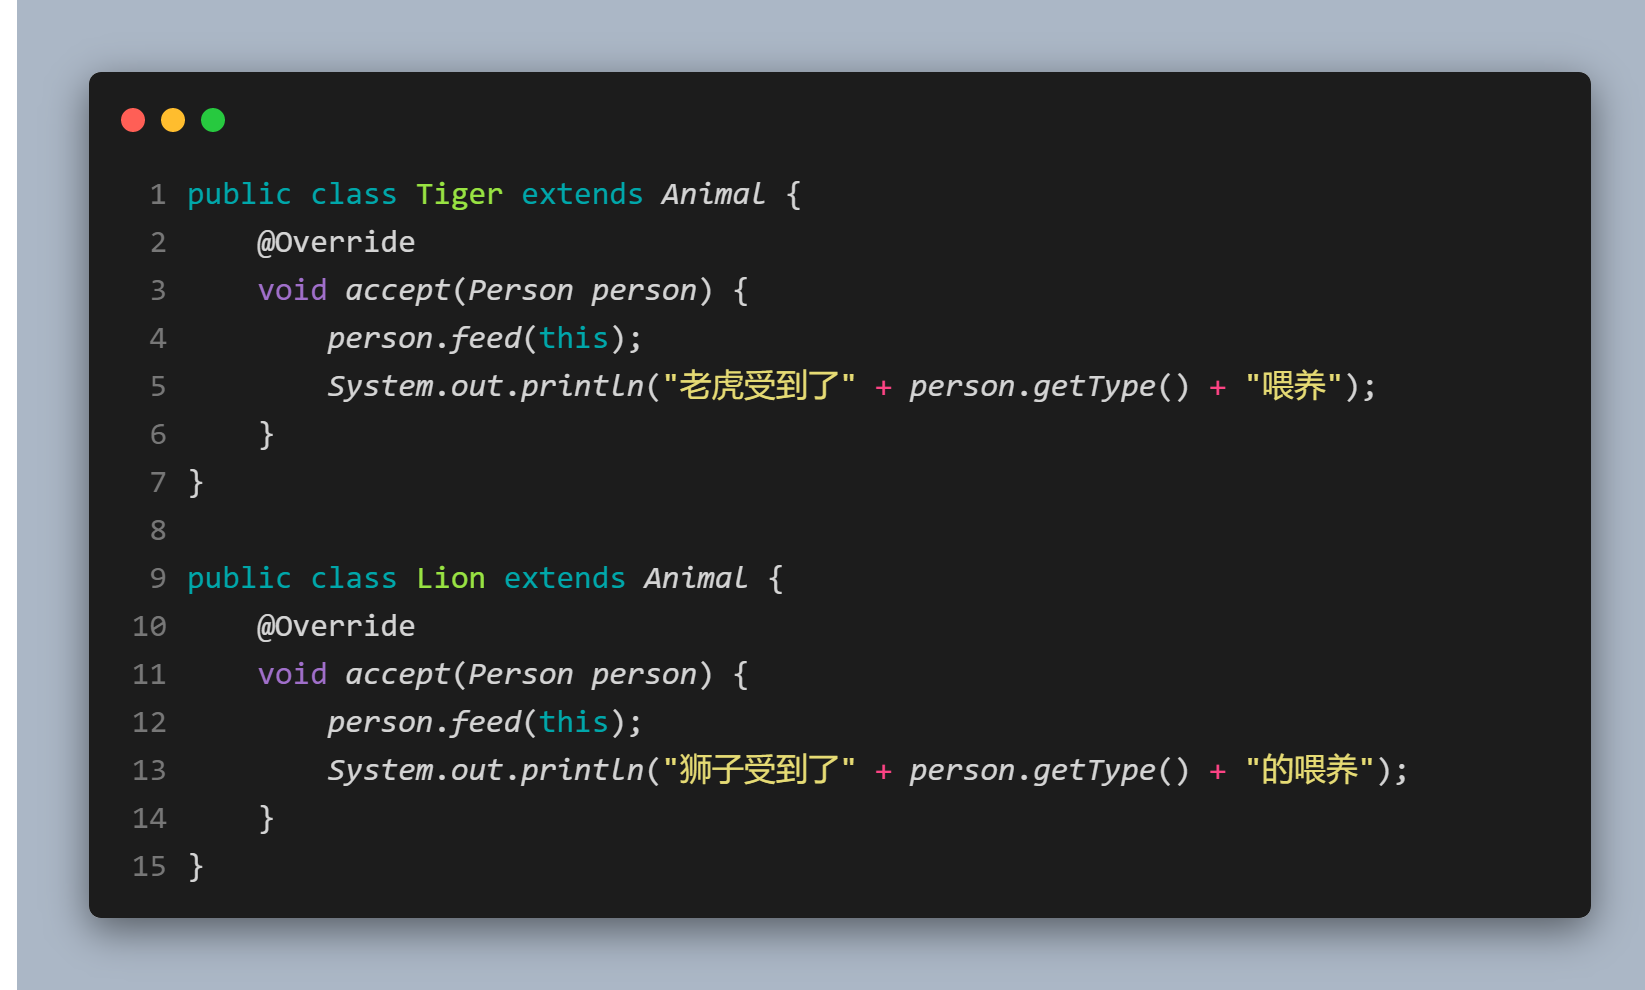 1 public class Tiger extends Animal {
2     @Override
3     void accept(Person person) {
4         person.feed(this);
5         System.out.println("老虎受到了" + person.getType() + "喂养");
6     }
7 }
8
9 public class Lion extends Animal {
10     @Override
11     void accept(Person person) {
12         person.feed(this);
13         System.out.println("狮子受到了" + person.getType() + "的喂养");
14     }
15 }